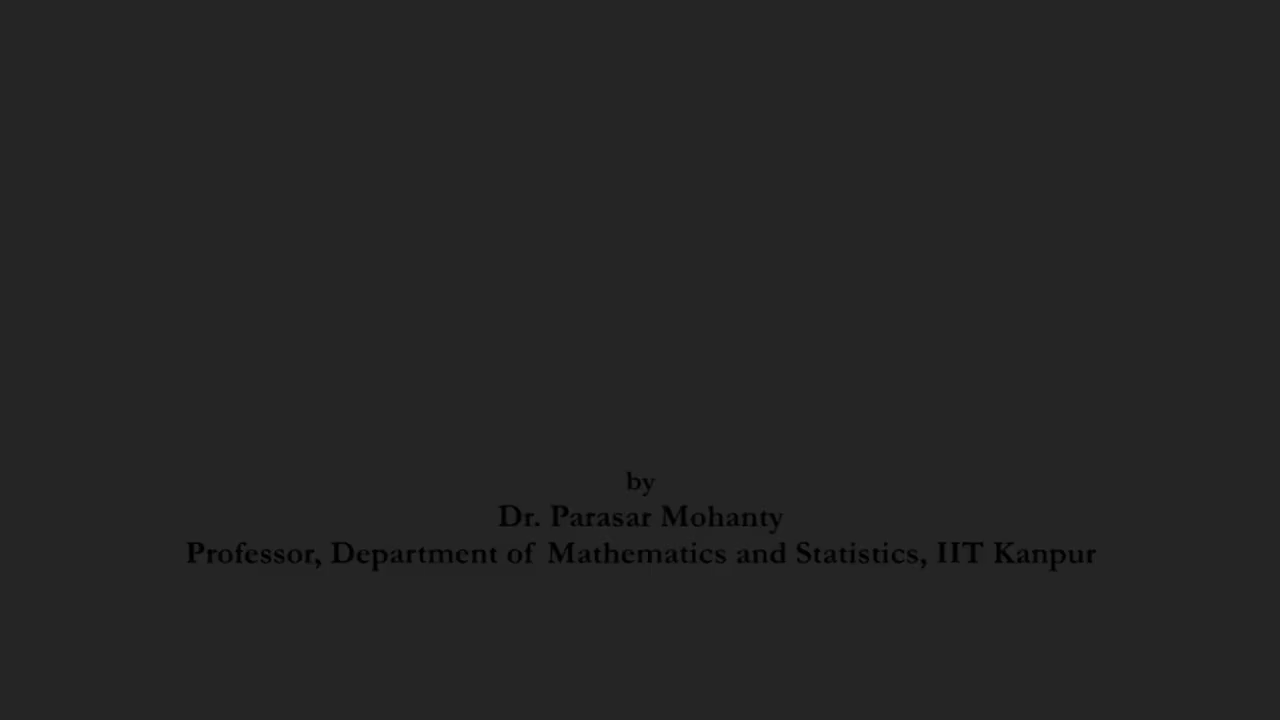 by
Dr. Parasar Mohanty
Professor, Department of Mathematics and Statistics, IIT Kanpur